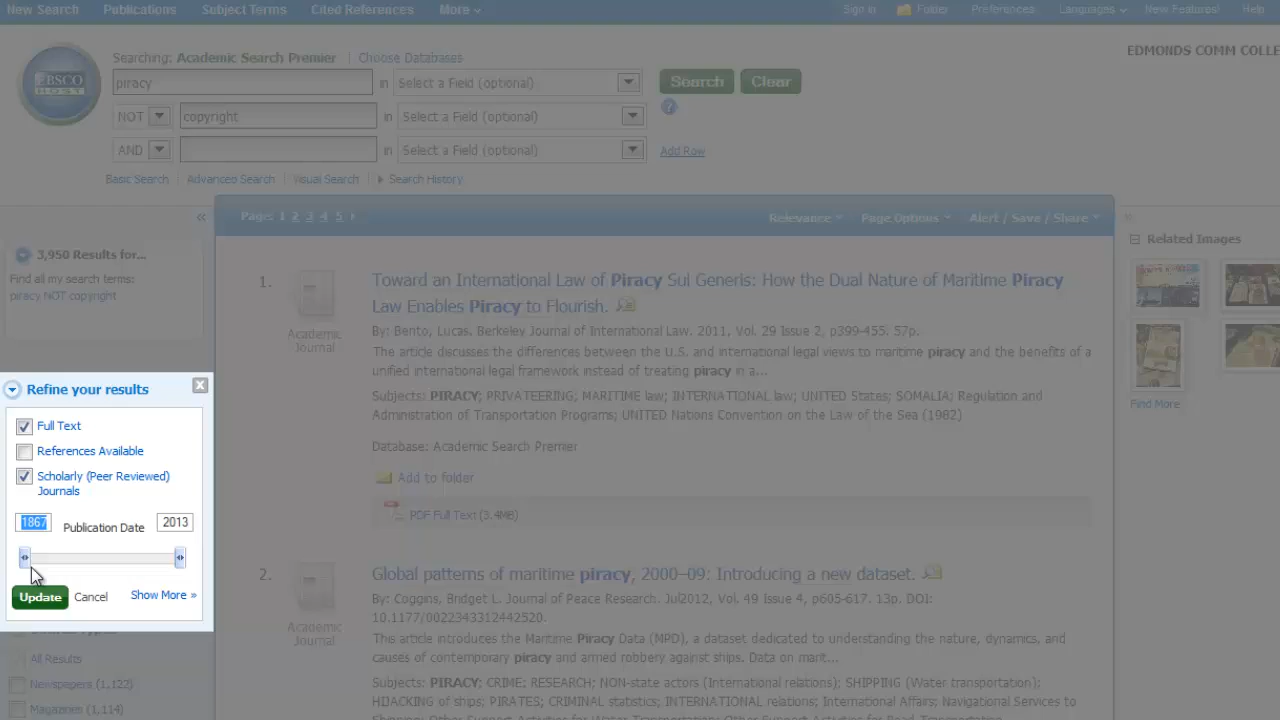 New Search Publications Subject Terms Cited References More Sign In Folder Preferences Languages New Features! Help
Searching: Academic Search Premier Choose Databases
EDMONDS COMM COLLE
EBSCO
HOST
piracy in Select a Field (optional) Search Clear
NOT copyright in Select a Field (optional)
AND in Select a Field (optional) Add Row
Basic Search Advanced Search Visual Search Search History
« Page: 1 2 3 4 5 Relevance Page Options Alert / Save / Share
3,950 Results for...
Find all my search terms:
piracy NOT copyright
Refine your results
Full Text
References Available
Scholarly (Peer Reviewed)
Journals
1867 Publication Date 2013
Update Cancel Show More »
All Results
Newspapers (1,122)
Magazines (1,114)
1.
Academic
Journal
Toward an International Law of Piracy Sui Generis: How the Dual Nature of Maritime Piracy
Law Enables Piracy to Flourish.
By: Bento, Lucas. Berkeley Journal of International Law. 2011, Vol. 29 Issue 2, p399-455. 57p.
The article discusses the differences between the U.S. and international legal views to maritime piracy and the benefits of a
unified international legal framework instead of treating piracy in a...
Subjects: PIRACY; PRIVATEERING; MARITIME law; INTERNATIONAL law; UNITED States; SOMALIA; Regulation and
Administration of Transportation Programs; UNITED Nations Convention on the Law of the Sea (1982)
Database: Academic Search Premier
Add to folder
PDF Full Text (3.4MB)
2.
Academic
Journal
Global patterns of maritime piracy, 2000–09: Introducing a new dataset.
By: Coggins, Bridget L. Journal of Peace Research. Jul2012, Vol. 49 Issue 4, p605-617. 13p. DOI:
10.1177/0022343312442520.
This article introduces the Maritime Piracy Data (MPD), a dataset dedicated to understanding the nature, dynamics, and
causes of contemporary piracy and armed robbery against ships. Data on marit...
Subjects: PIRACY; CRIME; RESEARCH; NON-state actors (International relations); SHIPPING (Water transportation);
HIJACKING of ships; PIRATES; CRIMINAL statistics; INTERNATIONAL relations; International Affairs; Navigational Services to
Related Images
Find More